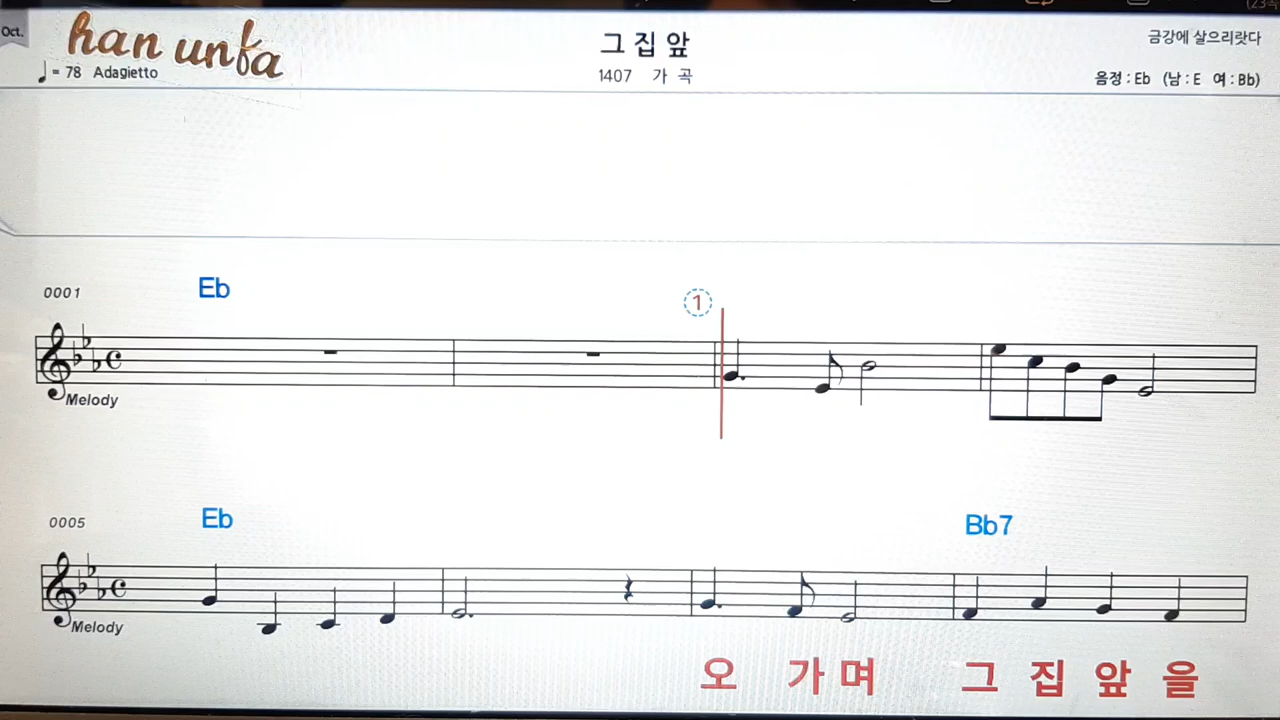 Oct.
han unfa
그 집 앞
금강에 살으리랏다
♩= 78 Adagietto
1407 가 곡
음정 : Eb (남 : E 여 : Bb)
0001 Eb
1
Melody
0005 Eb Bb7
Melody
오 가 며 그 집 앞 을